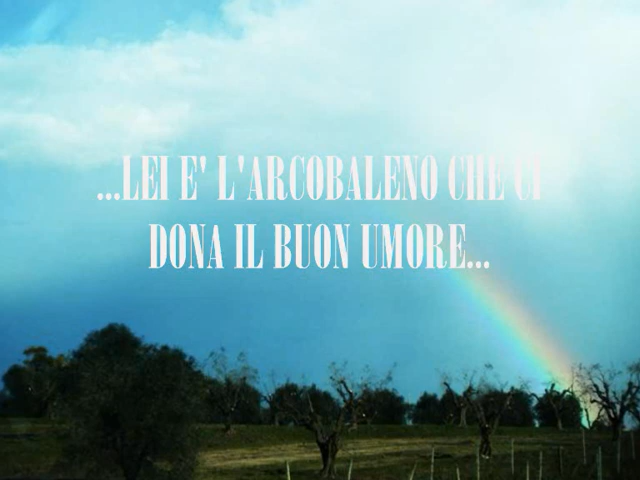 ...LEI E' L'ARCOBALENO CHE CI
DONA IL BUON UMORE...